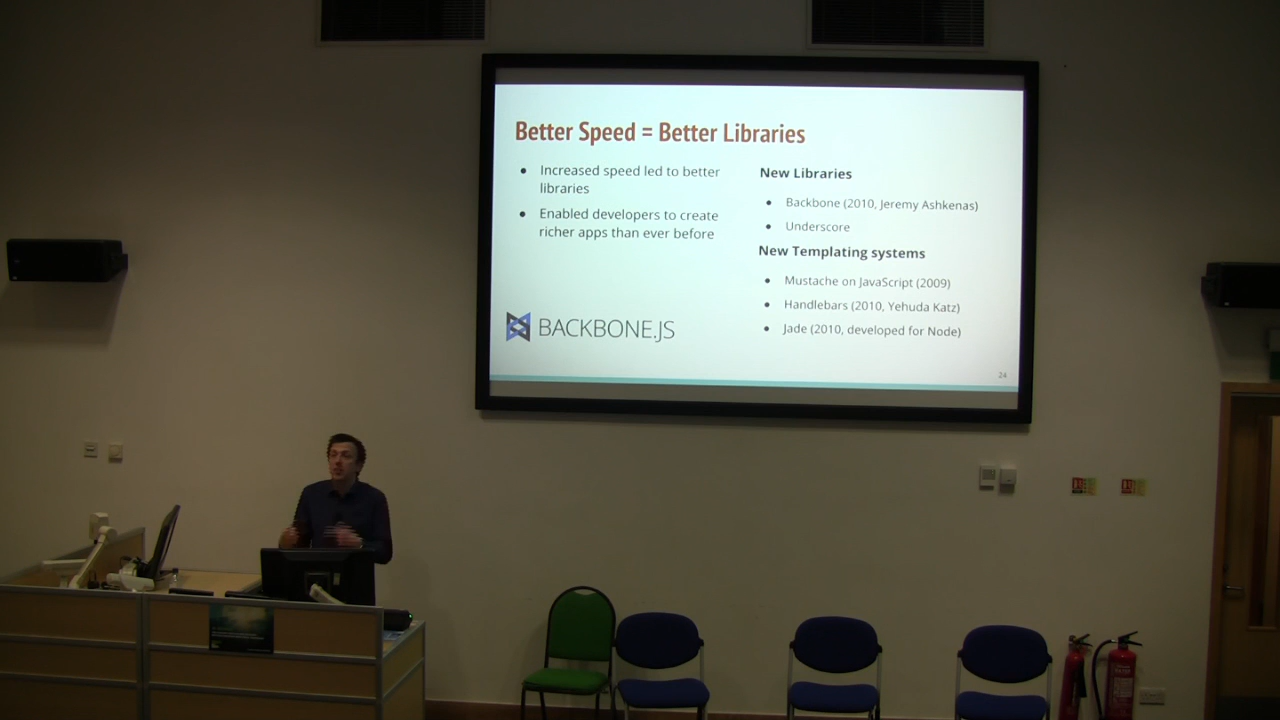 Better Speed = Better Libraries
● Increased speed led to better
libraries
● Enabled developers to create
richer apps than ever before
BACKBONE.JS
New Libraries
● Backbone (2010, Jeremy Ashkenas)
● Underscore
New Templating systems
● Mustache on JavaScript (2009)
● Handlebars (2010, Yehuda Katz)
● Jade (2010, developed for Node)
24